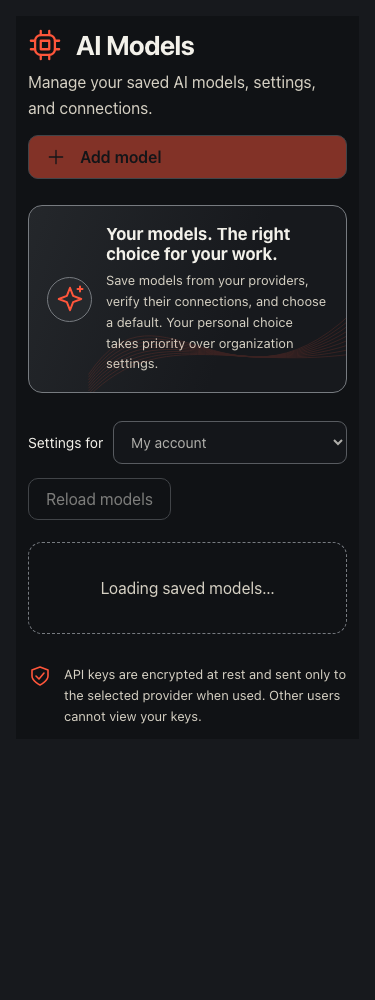 AI Models
Manage your saved AI models, settings,
and connections.
Add model
Your models. The right
choice for your work.
Save models from your providers,
verify their connections, and choose
a default. Your personal choice
takes priority over organization
settings.
Settings for
My account
Reload models
Loading saved models...
API keys are encrypted at rest and sent only to
the selected provider when used. Other users
cannot view your keys.